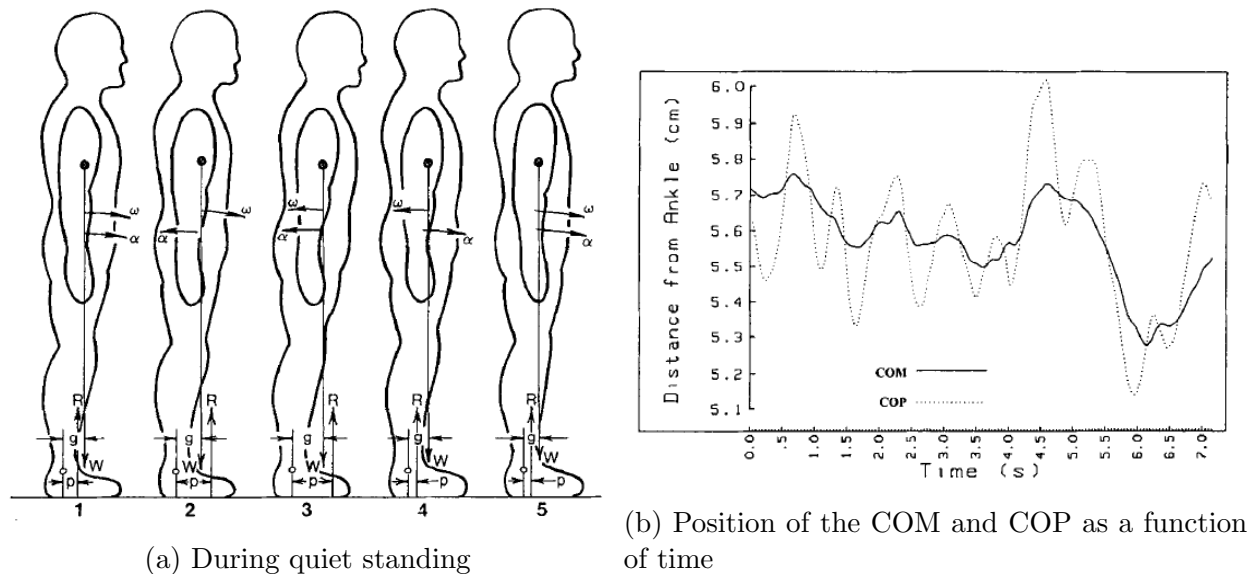 ω
α
R
g
W
p
1
ω
α
R
g
W
p
2
ω
α
R
g
W
p
3
ω
α
R
g
W
p
4
ω
α
R
g
W
p
5
(a) During quiet standing
Distance from Ankle (cm)
6.0
5.9
5.8
5.7
5.6
5.5
5.4
5.3
5.2
5.1
COM
COP
.0
.5
1.0
1.5
2.0
2.5
3.0
3.5
4.0
4.5
5.0
5.5
6.0
6.5
7.0
Time (s)
(b) Position of the COM and COP as a function
of time